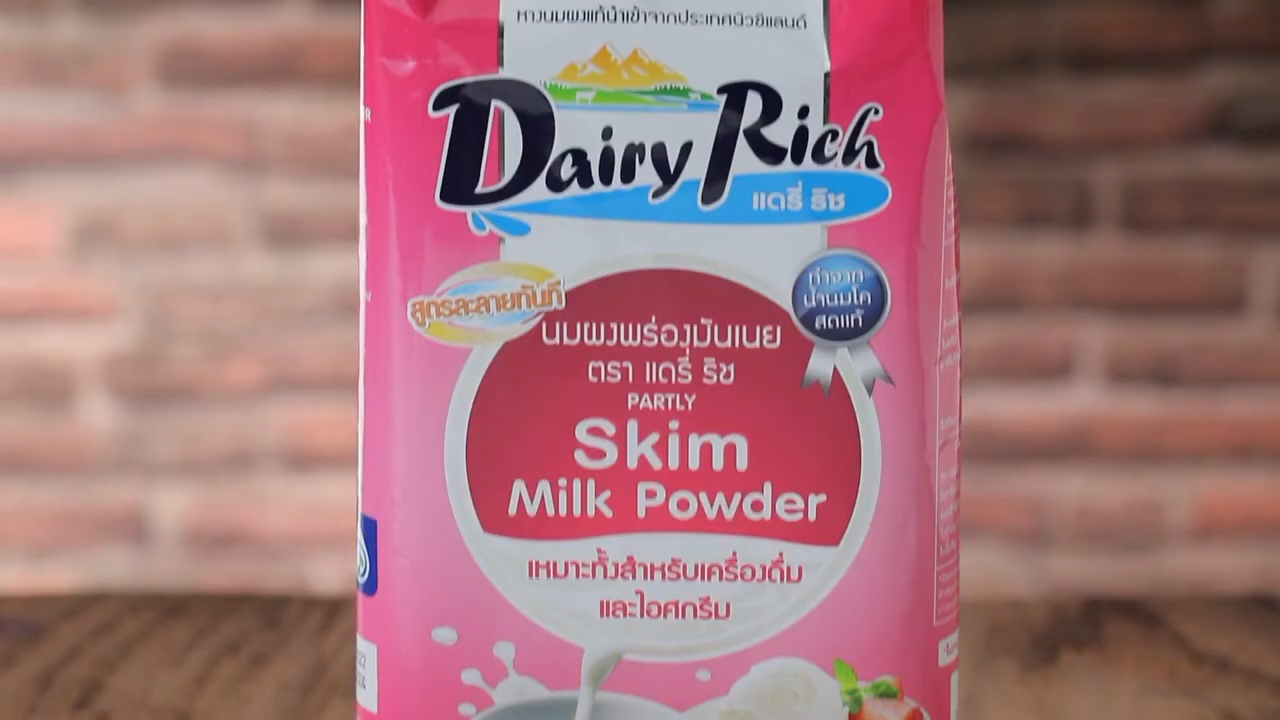 หางนมผงแท้นำเข้าจากประเทศนิวซีแลนด์
Dairy Rich
แดรี่ ริช
สูตรละลายทันที
ทำจาก
น้ำนมโค
สดแท้
นมผงพร่องมันเนย
ตรา แดรี่ ริช
PARTLY
Skim
Milk Powder
เหมาะทั้งสำหรับเครื่องดื่ม
และไอศกรีม